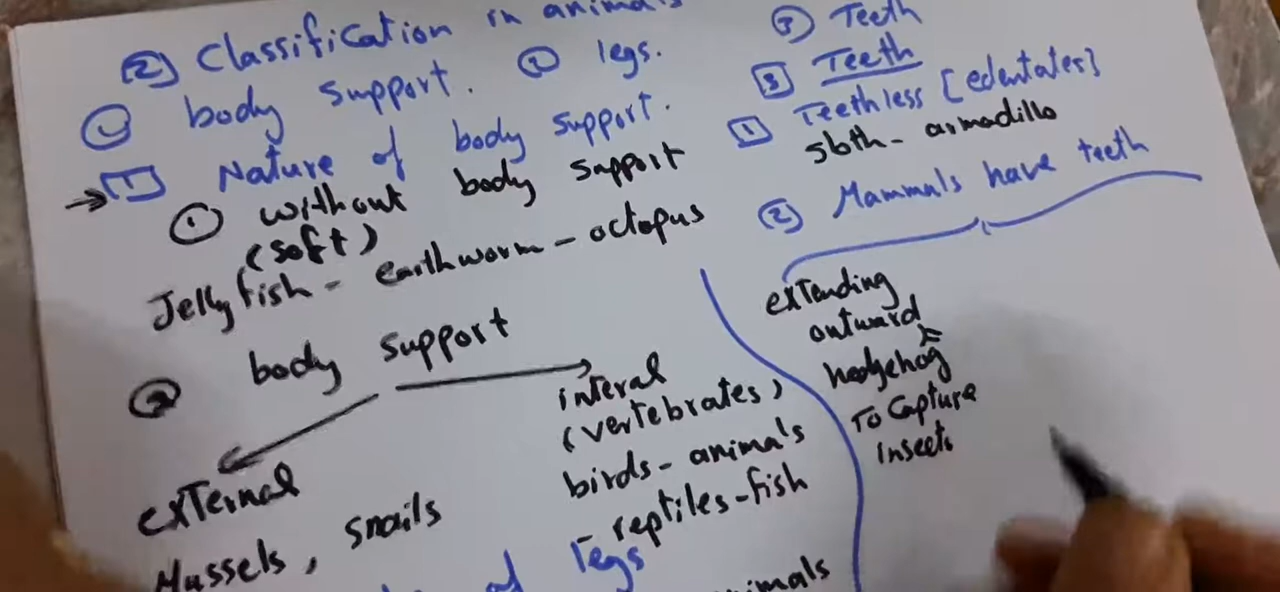 ② Classification in animals
① body support. ② legs.
③ Teeth
→ 1 Nature of body support.
① without body support
(soft)
Jellyfish - earthworm - octopus
② body support
external
Mussels, snails
interal
(vertebrates)
birds - animals
- reptiles - fish
legs
animals
3 Teeth
1 Teethless [edentates]
sloth - armadillo
② Mammals have teeth
extending
outward
hedgehog
To Capture
insects